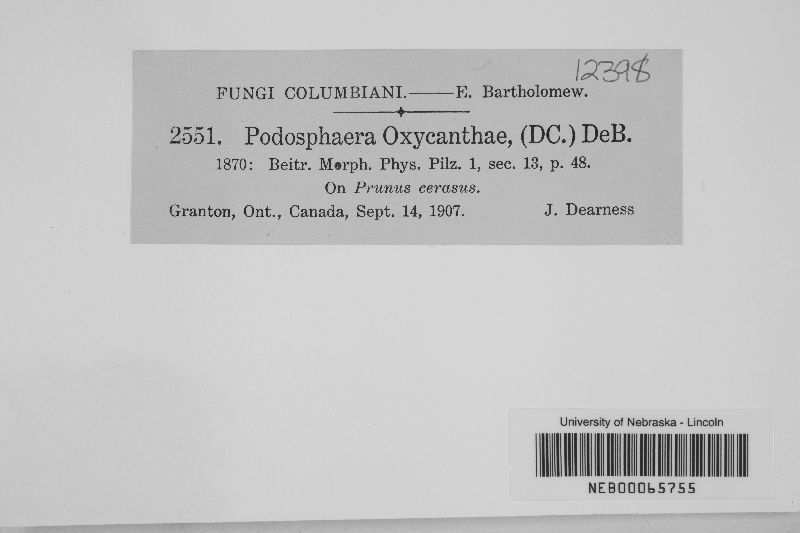 12398
FUNGI COLUMBIANI.——E. Bartholomew.
2551. Podosphaera Oxycanthae, (DC.) DeB.
1870: Beitr. Morph. Phys. Pilz. 1, sec. 13, p. 48.
On Prunus cerasus.
Granton, Ont., Canada, Sept. 14, 1907. J. Dearness
University of Nebraska - Lincoln
NEB00065755